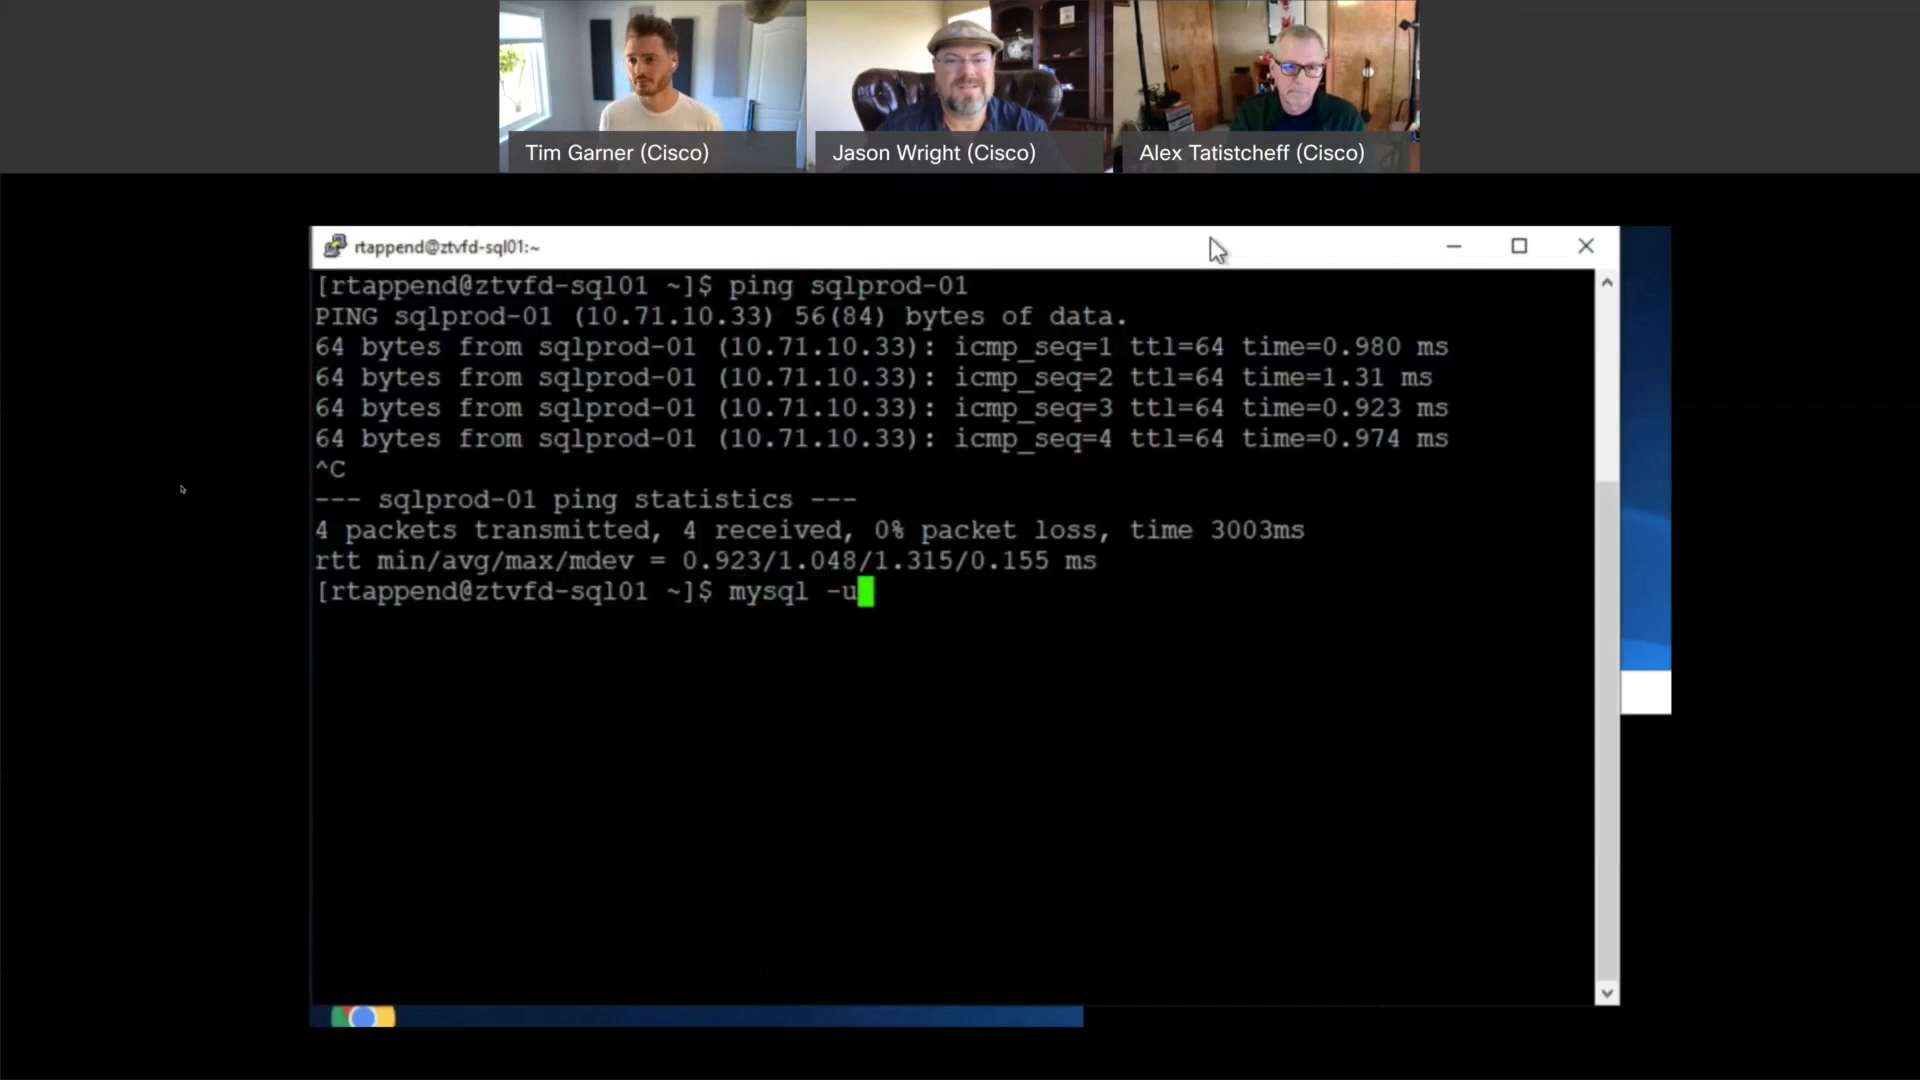 Tim Garner (Cisco)
Jason Wright (Cisco)
Alex Tatistcheff (Cisco)
rtappend@ztvfd-sql01:~
[rtappend@ztvfd-sql01 ~]$ ping sqlprod-01
PING sqlprod-01 (10.71.10.33) 56(84) bytes of data.
64 bytes from sqlprod-01 (10.71.10.33): icmp_seq=1 ttl=64 time=0.980 ms
64 bytes from sqlprod-01 (10.71.10.33): icmp_seq=2 ttl=64 time=1.31 ms
64 bytes from sqlprod-01 (10.71.10.33): icmp_seq=3 ttl=64 time=0.923 ms
64 bytes from sqlprod-01 (10.71.10.33): icmp_seq=4 ttl=64 time=0.974 ms
^C
--- sqlprod-01 ping statistics ---
4 packets transmitted, 4 received, 0% packet loss, time 3003ms
rtt min/avg/max/mdev = 0.923/1.048/1.315/0.155 ms
[rtappend@ztvfd-sql01 ~]$ mysql -u